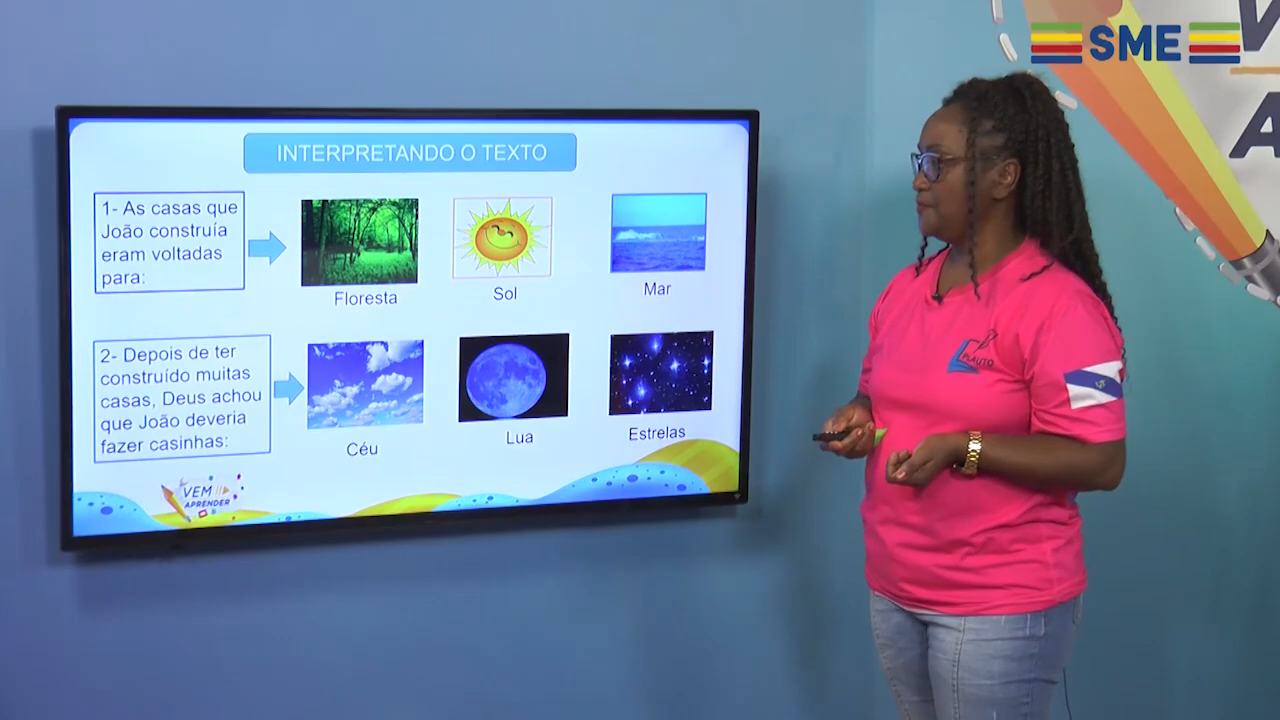 SME
INTERPRETANDO O TEXTO
1- As casas que
João construía
eram voltadas
para:
Floresta
Sol
Mar
2- Depois de ter
construído muitas
casas, Deus achou
que João deveria
fazer casinhas:
Céu
Lua
Estrelas
VEM
APRENDER
PLAUTO